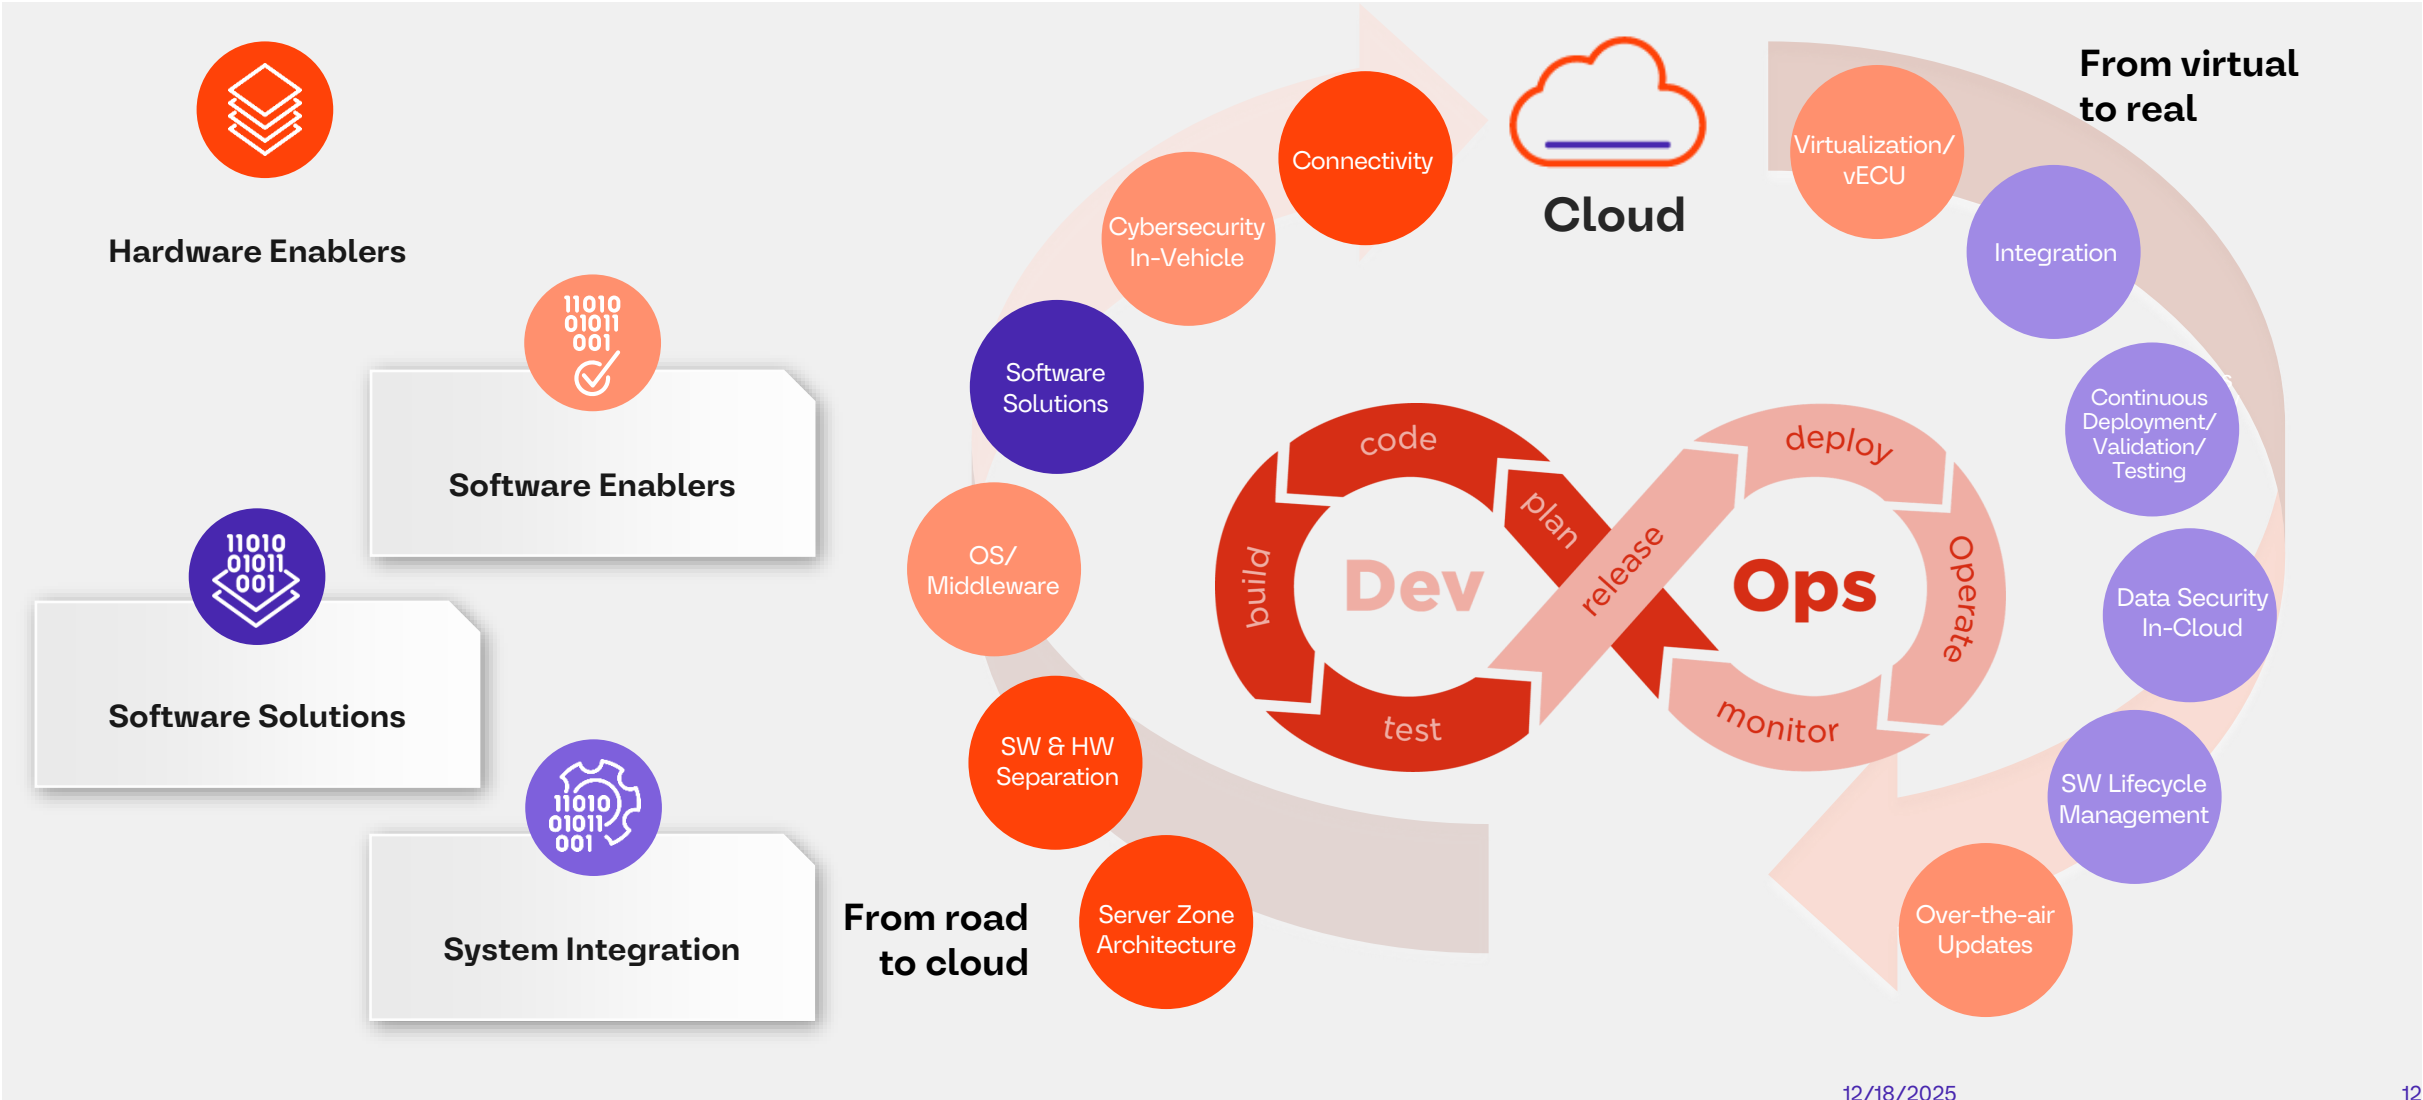 Hardware Enablers
11010
01011
001
Software Enablers
11010
01011
001
Software Solutions
11010
01011
001
System Integration
From road
to cloud
Server Zone
Architecture
SW & HW
Separation
OS/
Middleware
Software
Solutions
Cybersecurity
In-Vehicle
Connectivity
Cloud
From virtual
to real
Virtualization/
vECU
Integration
Continuous
Deployment/
Validation/
Testing
Data Security
In-Cloud
SW Lifecycle
Management
Over-the-air
Updates
Dev
Ops
plan
code
build
test
release
deploy
Operate
monitor
12/18/2025
12